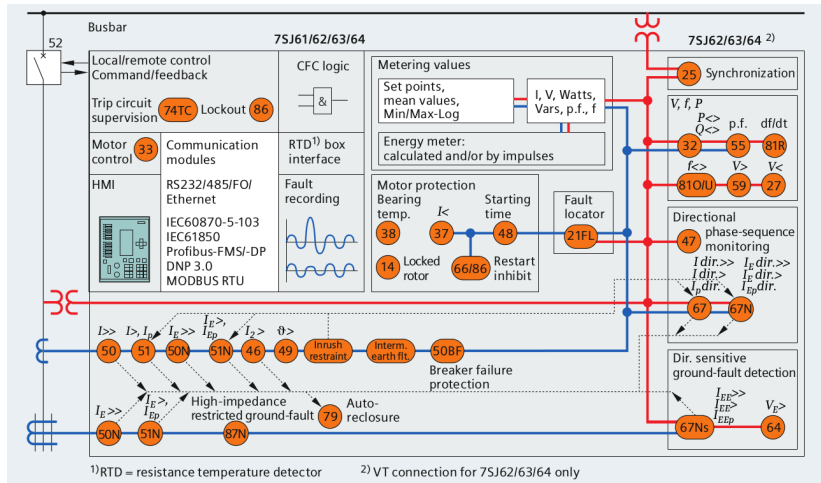 Busbar
52
7SJ61/62/63/64
7SJ62/63/64 2)
Local/remote control
Command/feedback
Trip circuit
supervision
74TC
Lockout
86
CFC logic
&
Metering values
Set points,
mean values,
Min/Max-Log
I, V, Watts,
Vars, p.f., f
Energy meter:
calculated and/or by impulses
25
Synchronization
V, f, P
P<>
Q<>
p.f.
df/dt
32
55
81R
f<>
V>
V<
81O/U
59
27
Motor
control
33
Communication
modules
RTD1) box
interface
HMI
RS232/485/FO/
Ethernet
IEC60870-5-103
IEC61850
Profibus-FMS/-DP
DNP 3.0
MODBUS RTU
Fault
recording
Motor protection
Bearing
temp.
I<
Starting
time
38
37
48
14
Locked
rotor
66/86
Restart
inhibit
Fault
locator
21FL
Directional
47
phase-sequence
monitoring
I dir.>>
I dir.>
Ip dir.
IE dir.>>
IE dir.>
IEp dir.
67
67N
I>>
I>, Ip
IE>>
IE>,
IEp
I2>
ϑ>
50
51
50N
51N
46
49
Inrush
restraint
Interm.
earth flt.
50BF
Breaker failure
protection
Dir. sensitive
ground-fault detection
IEE>>
IEE>
IEEp
VE>
67Ns
64
IE>>
IE>,
IEp
High-impedance
restricted ground-fault
79
Auto-
reclosure
50N
51N
87N
1)RTD = resistance temperature detector
2) VT connection for 7SJ62/63/64 only